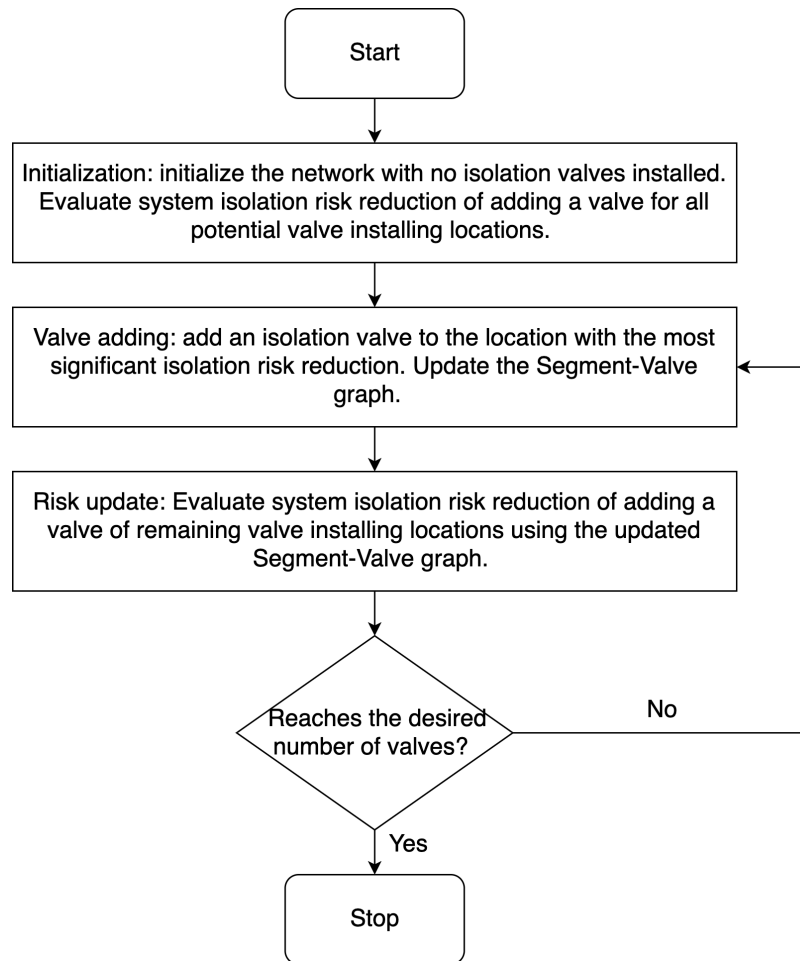 Start
Initialization: initialize the network with no isolation valves installed.
Evaluate system isolation risk reduction of adding a valve for all
potential valve installing locations.
Valve adding: add an isolation valve to the location with the most
significant isolation risk reduction. Update the Segment-Valve
graph.
Risk update: Evaluate system isolation risk reduction of adding a
valve of remaining valve installing locations using the updated
Segment-Valve graph.
Reaches the desired
number of valves?
No
Yes
Stop